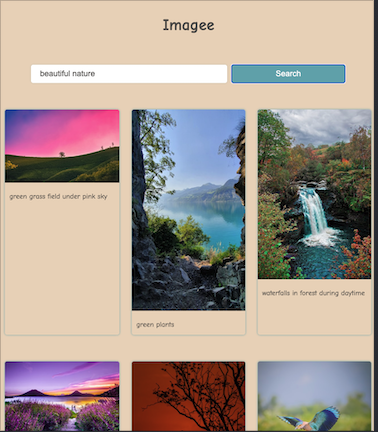 Imagee
beautiful nature
Search
green grass field under pink sky
green plants
waterfalls in forest during daytime